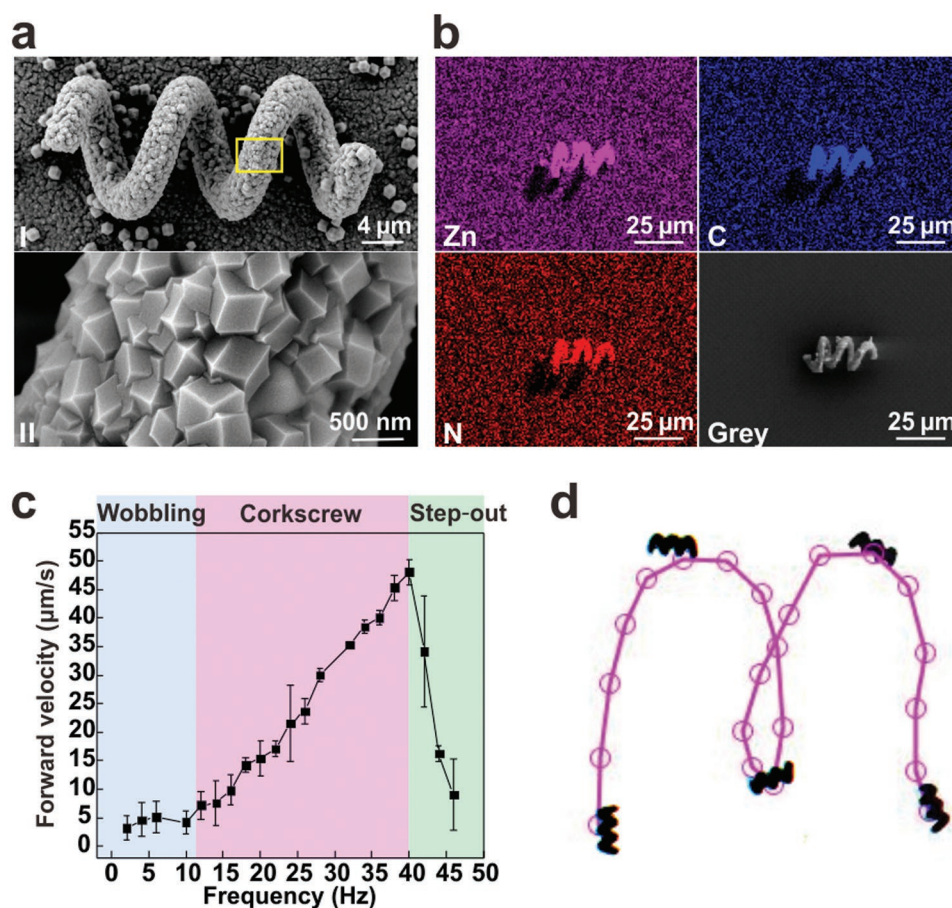 a
4 μm
I
500 nm
II
b
25 μm
Zn
25 μm
C
25 μm
N
25 μm
Grey
c
Wobbling Corkscrew Step-out
55
50
45
40
35
30
25
20
15
10
5
0
Forward velocity (μm/s)
0 5 10 15 20 25 30 35 40 45 50
Frequency (Hz)
d